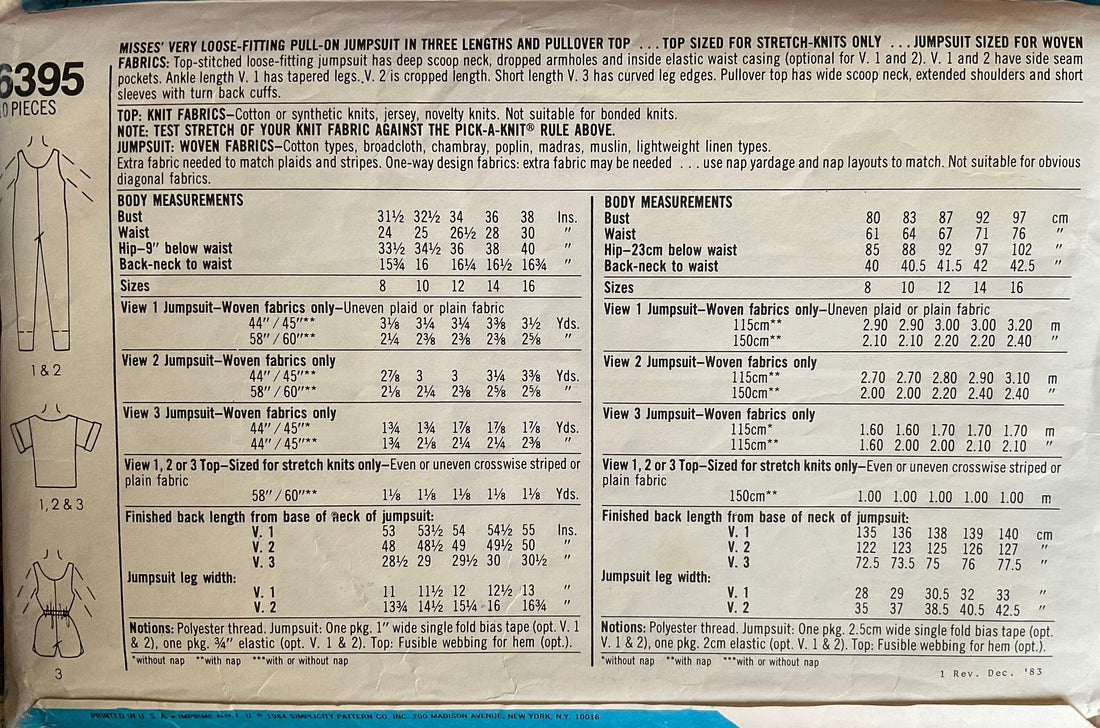 6395
10 PIECES
1 & 2
1, 2 & 3
3
MISSES' VERY LOOSE-FITTING PULL-ON JUMPSUIT IN THREE LENGTHS AND PULLOVER TOP ... TOP SIZED FOR STRETCH-KNITS ONLY ... JUMPSUIT SIZED FOR WOVEN
FABRICS: Top-stitched loose-fitting jumpsuit has deep scoop neck, dropped armholes and inside elastic waist casing (optional for V. 1 and 2). V. 1 and 2 have side seam
pockets. Ankle length V. 1 has tapered legs. V. 2 is cropped length. Short length V. 3 has curved leg edges. Pullover top has wide scoop neck, extended shoulders and short
sleeves with turn back cuffs.
TOP: KNIT FABRICS—Cotton or synthetic knits, jersey, novelty knits. Not suitable for bonded knits.
NOTE: TEST STRETCH OF YOUR KNIT FABRIC AGAINST THE PICK-A-KNIT® RULE ABOVE.
JUMPSUIT: WOVEN FABRICS—Cotton types, broadcloth, chambray, poplin, madras, muslin, lightweight linen types.
Extra fabric needed to match plaids and stripes. One-way design fabrics: extra fabric may be needed ... use nap yardage and nap layouts to match. Not suitable for obvious
diagonal fabrics.
BODY MEASUREMENTS
Bust 31½ 32½ 34 36 38 Ins.
Waist 24 25 26½ 28 30 "
Hip—9" below waist 33½ 34½ 36 38 40 "
Back-neck to waist 15¾ 16 16¼ 16½ 16¾ "
Sizes 8 10 12 14 16
View 1 Jumpsuit—Woven fabrics only—Uneven plaid or plain fabric
44"/45"** 3⅛ 3¼ 3¼ 3⅜ 3½ Yds.
58"/60"** 2¼ 2⅜ 2⅜ 2⅜ 2⅝ "
View 2 Jumpsuit—Woven fabrics only
44"/45"** 2⅞ 3 3 3¼ 3⅜ Yds.
58"/60"** 2⅛ 2¼ 2⅜ 2⅝ 2⅝ "
View 3 Jumpsuit—Woven fabrics only
44"/45"* 1¾ 1¾ 1⅞ 1⅞ 1⅞ Yds.
44"/45"** 1¾ 2⅛ 2¼ 2¼ 2⅜ "
View 1, 2 or 3 Top—Sized for stretch knits only—Even or uneven crosswise striped or
plain fabric
58"/60"** 1⅛ 1⅛ 1⅛ 1⅛ 1⅛ Yds.
Finished back length from base of neck of jumpsuit:
V. 1 53 53½ 54 54½ 55 Ins.
V. 2 48 48½ 49 49½ 50 "
V. 3 28½ 29 29½ 30 30½ "
Jumpsuit leg width:
V. 1 11 11½ 12 12½ 13 "
V. 2 13¾ 14½ 15¼ 16 16¾ "
Notions: Polyester thread. Jumpsuit: One pkg. 1" wide single fold bias tape (opt. V. 1
& 2), one pkg. ¾" elastic (opt. V. 1 & 2). Top: Fusible webbing for hem (opt.).
*without nap **with nap ***with or without nap
BODY MEASUREMENTS
Bust 80 83 87 92 97 cm
Waist 61 64 67 71 76 "
Hip—23cm below waist 85 88 92 97 102 "
Back-neck to waist 40 40.5 41.5 42 42.5 "
Sizes 8 10 12 14 16
View 1 Jumpsuit—Woven fabrics only—Uneven plaid or plain fabric
115cm** 2.90 2.90 3.00 3.00 3.20 m
150cm** 2.10 2.10 2.20 2.20 2.40 "
View 2 Jumpsuit—Woven fabrics only
115cm** 2.70 2.70 2.80 2.90 3.10 m
150cm** 2.00 2.00 2.20 2.40 2.40 "
View 3 Jumpsuit—Woven fabrics only
115cm* 1.60 1.60 1.70 1.70 1.70 m
115cm** 1.60 2.00 2.00 2.10 2.10 "
View 1, 2 or 3 Top—Sized for stretch knits only—Even or uneven crosswise striped or
plain fabric
150cm** 1.00 1.00 1.00 1.00 1.00 m
Finished back length from base of neck of jumpsuit:
V. 1 135 136 138 139 140 cm
V. 2 122 123 125 126 127 "
V. 3 72.5 73.5 75 76 77.5 "
Jumpsuit leg width:
V. 1 28 29 30.5 32 33 "
V. 2 35 37 38.5 40.5 42.5 "
Notions: Polyester thread. Jumpsuit: One pkg. 2.5cm wide single fold bias tape (opt.
V. 1 & 2), one pkg. 2cm elastic (opt. V. 1 & 2). Top: Fusible webbing for hem (opt.).
*without nap **with nap ***with or without nap
1 Rev. Dec. '83
PRINTED IN U. S. A. — IMPRIMÉ AUX É. U. © 1984 SIMPLICITY PATTERN CO. INC. 200 MADISON AVENUE, NEW YORK, N.Y. 10016